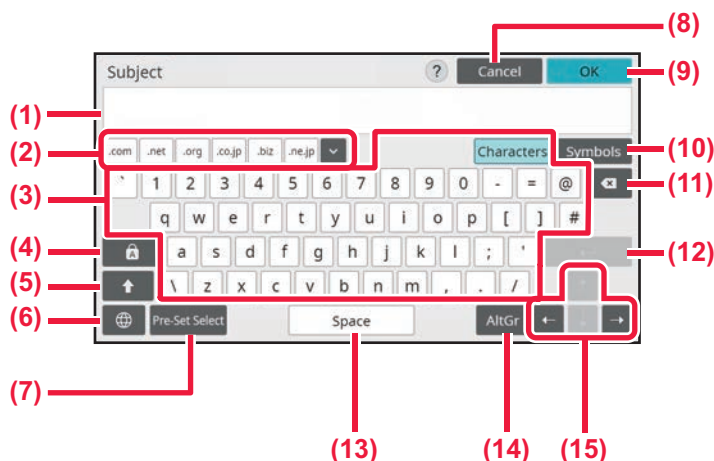 (8)
Subject ? Cancel OK (9)
(1)
(2) .com .net .org .co.jp .biz .ne.jp Characters Symbols (10)
(3) ` 1 2 3 4 5 6 7 8 9 0 - = @ (11)
q w e r t y u i o p [ ] #
(4) A a s d f g h j k l ; ' (12)
(5) \ z x c v b n m , . /
(6) Pre-Set Select Space AltGr
(7)
(13) (14) (15)